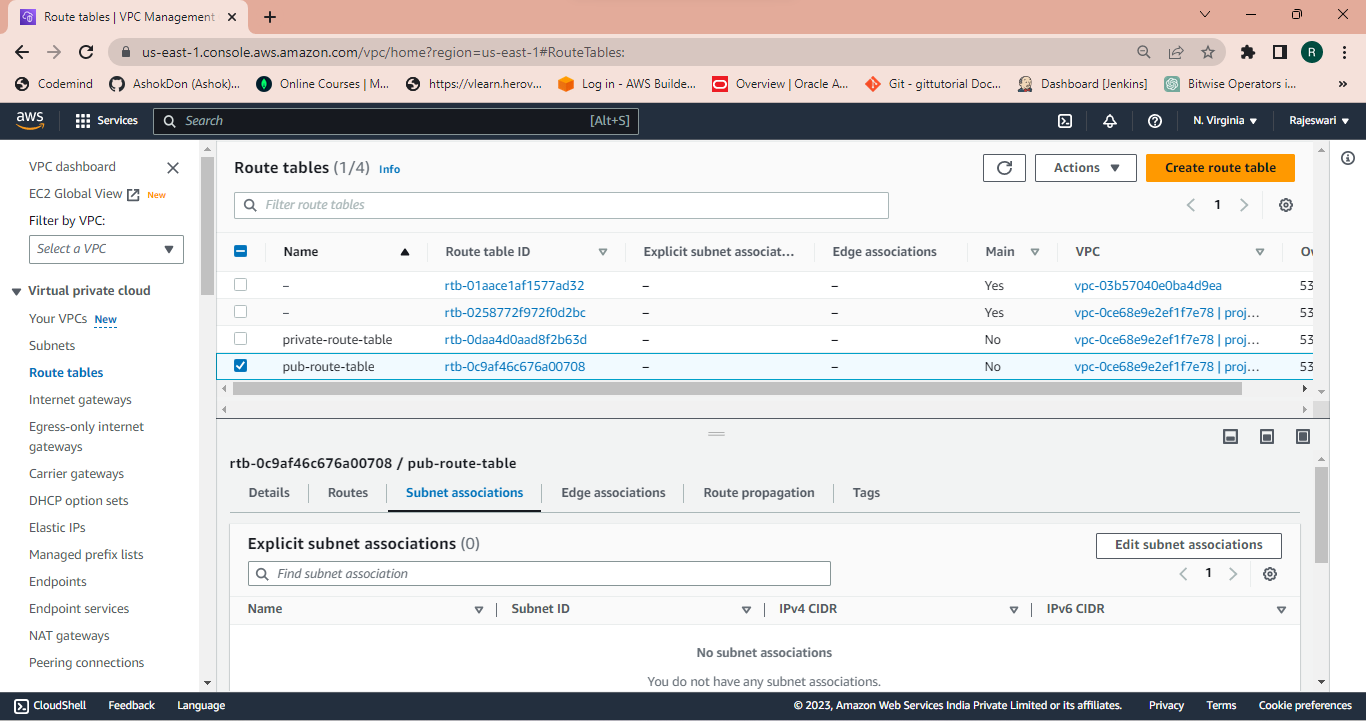 Route tables | VPC Management
us-east-1.console.aws.amazon.com/vpc/home?region=us-east-1#RouteTables:
R
Codemind
AshokDon (Ashok)...
Online Courses | M...
https://vlearn.herov...
Log in - AWS Builde...
Overview | Oracle A...
Git - gittutorial Doc...
Dashboard [Jenkins]
Bitwise Operators i...
»
aws
Services
Search
[Alt+S]
N. Virginia
Rajeswari
VPC dashboard
EC2 Global View New
Filter by VPC:
Select a VPC
Virtual private cloud
Your VPCs New
Subnets
Route tables
Internet gateways
Egress-only internet
gateways
Carrier gateways
DHCP option sets
Elastic IPs
Managed prefix lists
Endpoints
Endpoint services
NAT gateways
Peering connections
Route tables (1/4) Info
Actions
Create route table
Filter route tables
1
Name Route table ID Explicit subnet associat... Edge associations Main VPC
– rtb-01aace1af1577ad32 – – Yes vpc-03b57040e0ba4d9ea 53
– rtb-0258772f972f0d2bc – – Yes vpc-0ce68e9e2ef1f7e78 | proj... 53
private-route-table rtb-0daa4d0aad8f2b63d – – No vpc-0ce68e9e2ef1f7e78 | proj... 53
pub-route-table rtb-0c9af46c676a00708 – – No vpc-0ce68e9e2ef1f7e78 | proj... 53
rtb-0c9af46c676a00708 / pub-route-table
Details Routes Subnet associations Edge associations Route propagation Tags
Explicit subnet associations (0)
Edit subnet associations
Find subnet association
1
Name Subnet ID IPv4 CIDR IPv6 CIDR
No subnet associations
You do not have any subnet associations.
CloudShell Feedback Language
© 2023, Amazon Web Services India Private Limited or its affiliates. Privacy Terms Cookie preferences